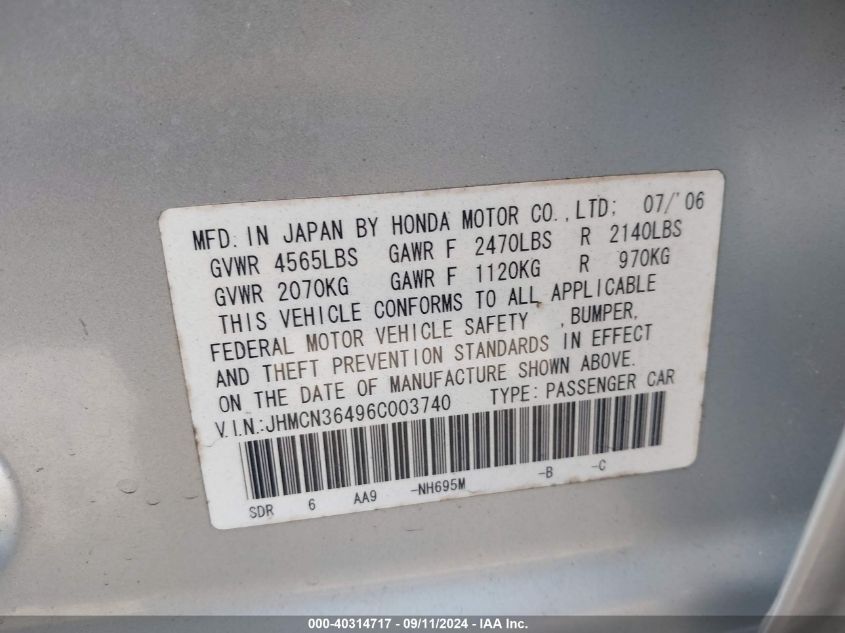 MFD. IN JAPAN BY HONDA MOTOR CO.,LTD; 07/'06
GVWR 4565LBS GAWR F 2470LBS R 2140LBS
GVWR 2070KG GAWR F 1120KG R 970KG
THIS VEHICLE CONFORMS TO ALL APPLICABLE
FEDERAL MOTOR VEHICLE SAFETY ,BUMPER,
AND THEFT PREVENTION STANDARDS IN EFFECT
ON THE DATE OF MANUFACTURE SHOWN ABOVE.
V.I.N.:JHMCN36496C003740 TYPE: PASSENGER CAR
SDR 6 AA9 -NH695M -B -C
000-40314717 - 09/11/2024 - IAA Inc.